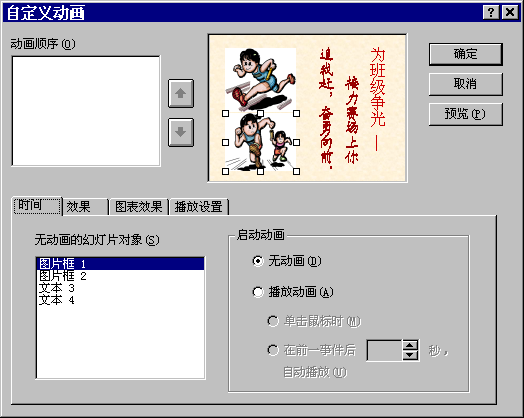 自定义动画
动画顺序(O)
为班级争光 —
接力赛场上你
追我赶，奋勇向前。
确定
取消
预览(P)
时间
效果
图表效果
播放设置
无动画的幻灯片对象(S)
图片框 1
图片框 2
文本 3
文本 4
启动动画
无动画(D)
播放动画(A)
单击鼠标时(M)
在前一事件后 秒，
自动播放(U)